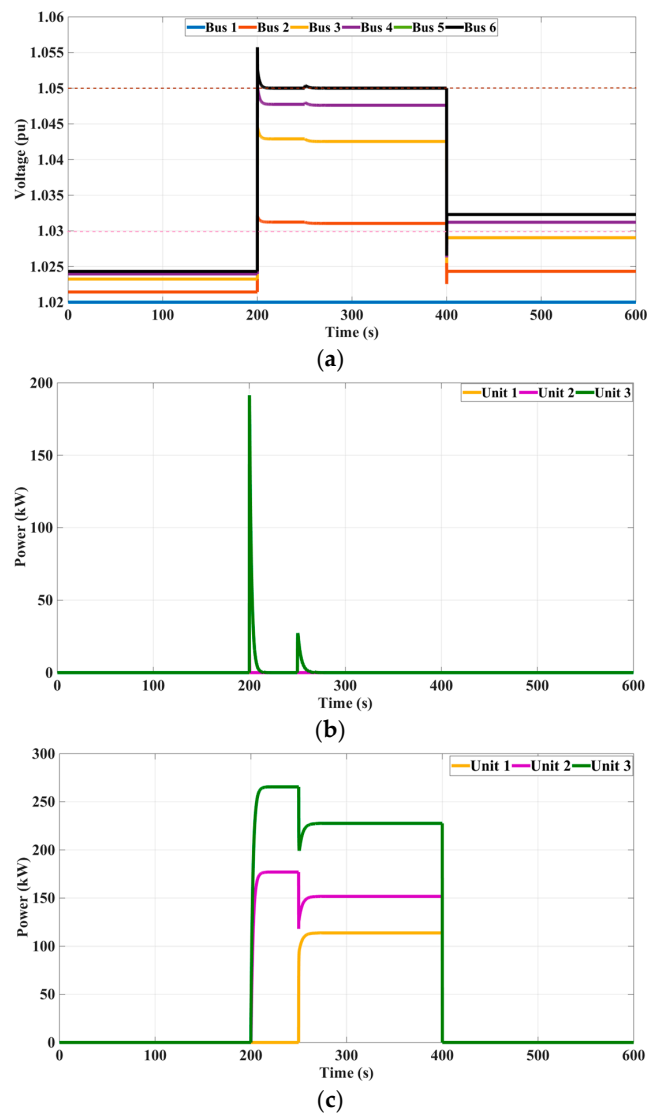 1.06
Bus 1 Bus 2 Bus 3 Bus 4 Bus 5 Bus 6
1.055
1.05
1.045
1.04
1.035
1.03
1.025
1.02
Voltage (pu)
0 100 200 300 400 500 600
Time (s)
(a)
200
Unit 1 Unit 2 Unit 3
150
100
50
0
Power (kW)
0 100 200 300 400 500 600
Time (s)
(b)
300
Unit 1 Unit 2 Unit 3
250
200
150
100
50
0
Power (kW)
0 100 200 300 400 500 600
Time (s)
(c)